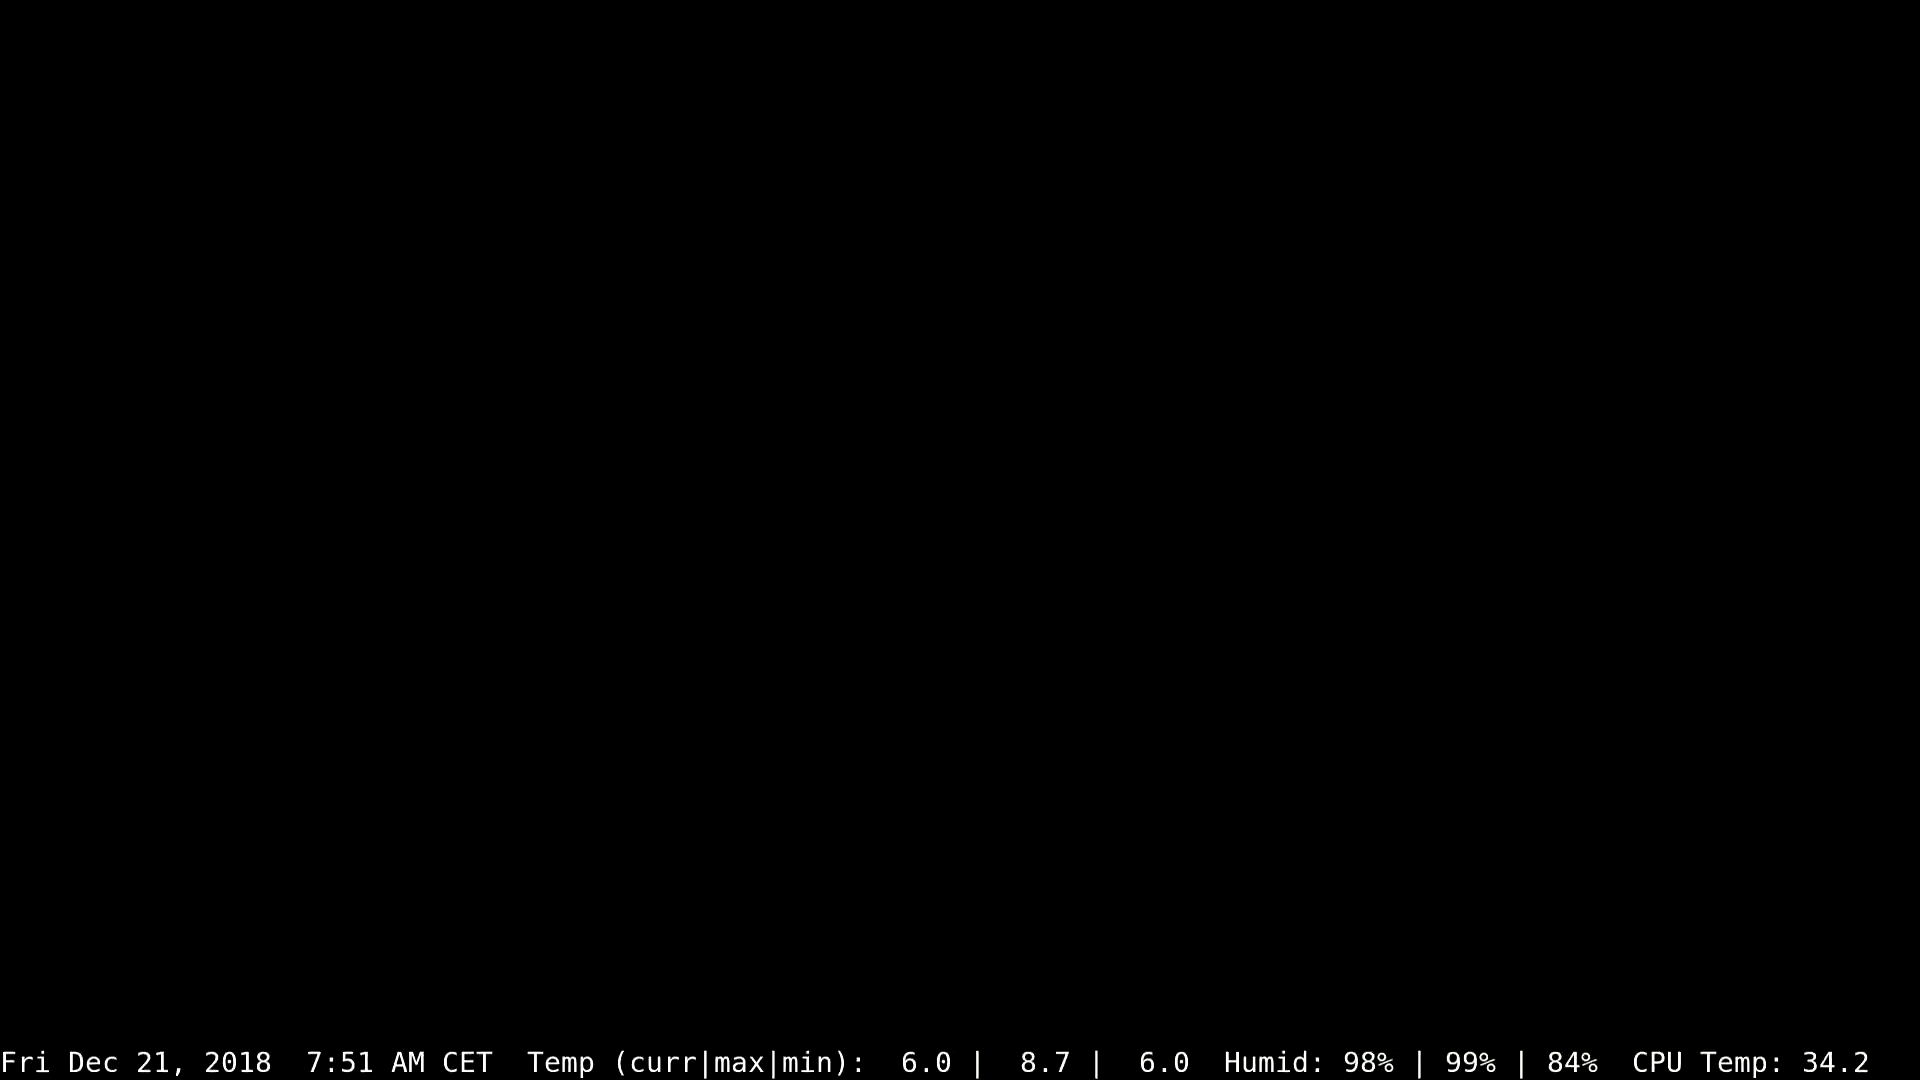 Fri Dec 21, 2018  7:51 AM CET  Temp (curr|max|min):  6.0 |  8.7 |  6.0  Humid: 98% | 99% | 84%  CPU Temp: 34.2